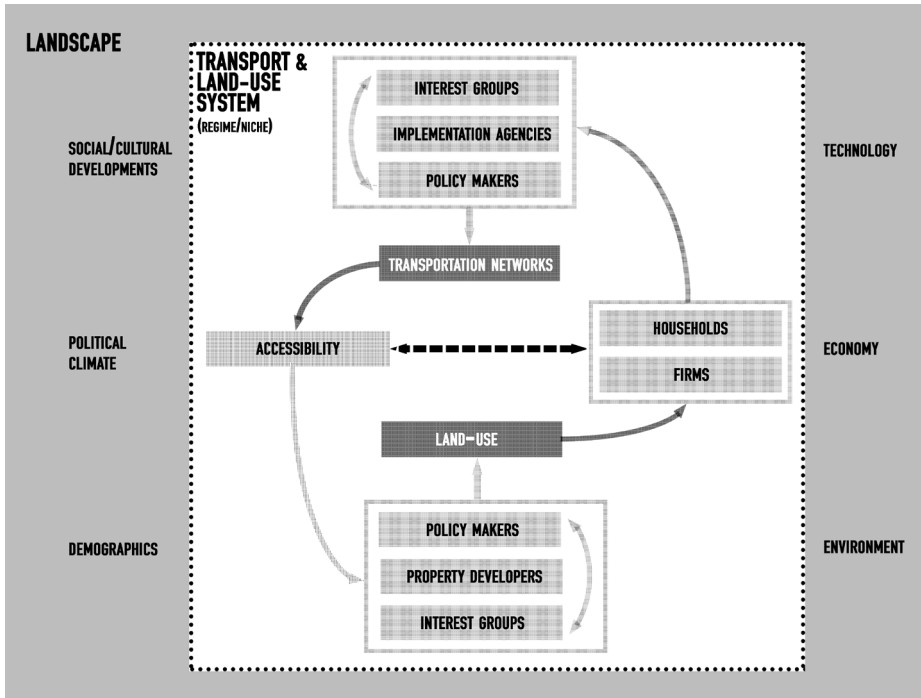 LANDSCAPE
TRANSPORT &
LAND-USE
SYSTEM
(REGIME/NICHE)
INTEREST GROUPS
IMPLEMENTATION AGENCIES
POLICY MAKERS
SOCIAL/CULTURAL
DEVELOPMENTS
TECHNOLOGY
TRANSPORTATION NETWORKS
POLITICAL
CLIMATE
ACCESSIBILITY
HOUSEHOLDS
FIRMS
ECONOMY
LAND-USE
DEMOGRAPHICS
POLICY MAKERS
PROPERTY DEVELOPERS
INTEREST GROUPS
ENVIRONMENT